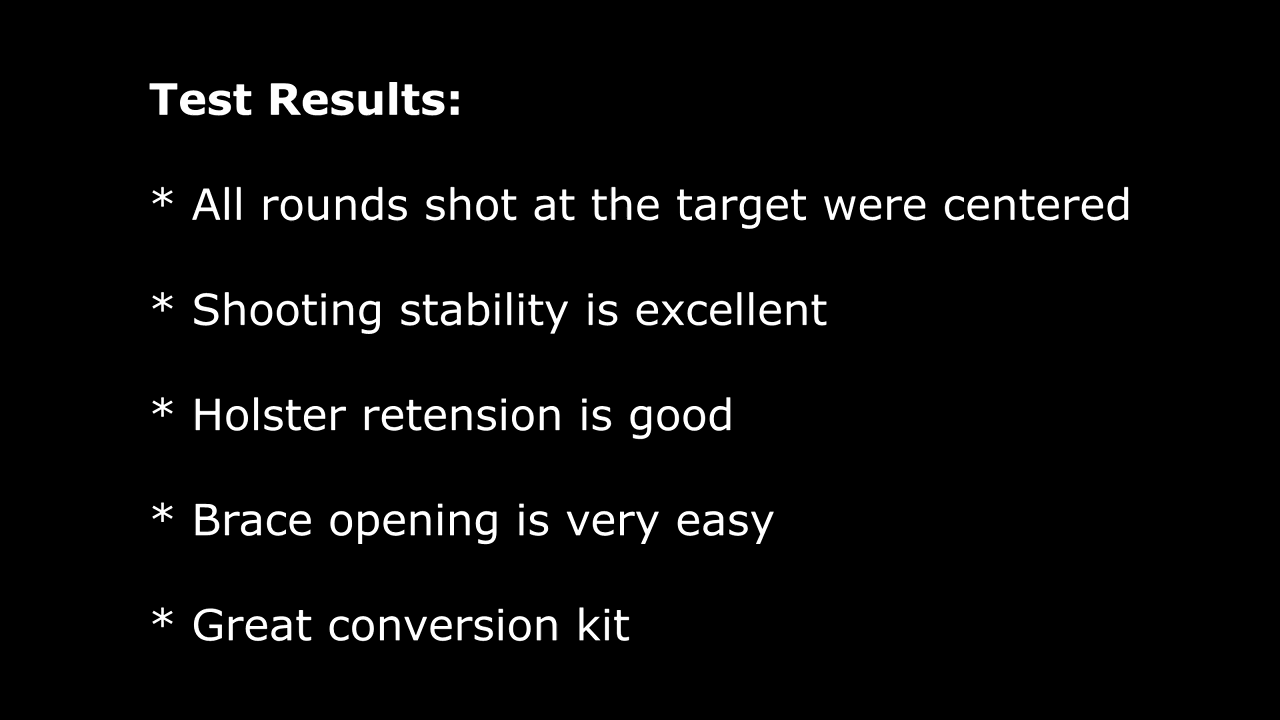 Test Results:
* All rounds shot at the target were centered
* Shooting stability is excellent
* Holster retension is good
* Brace opening is very easy
* Great conversion kit